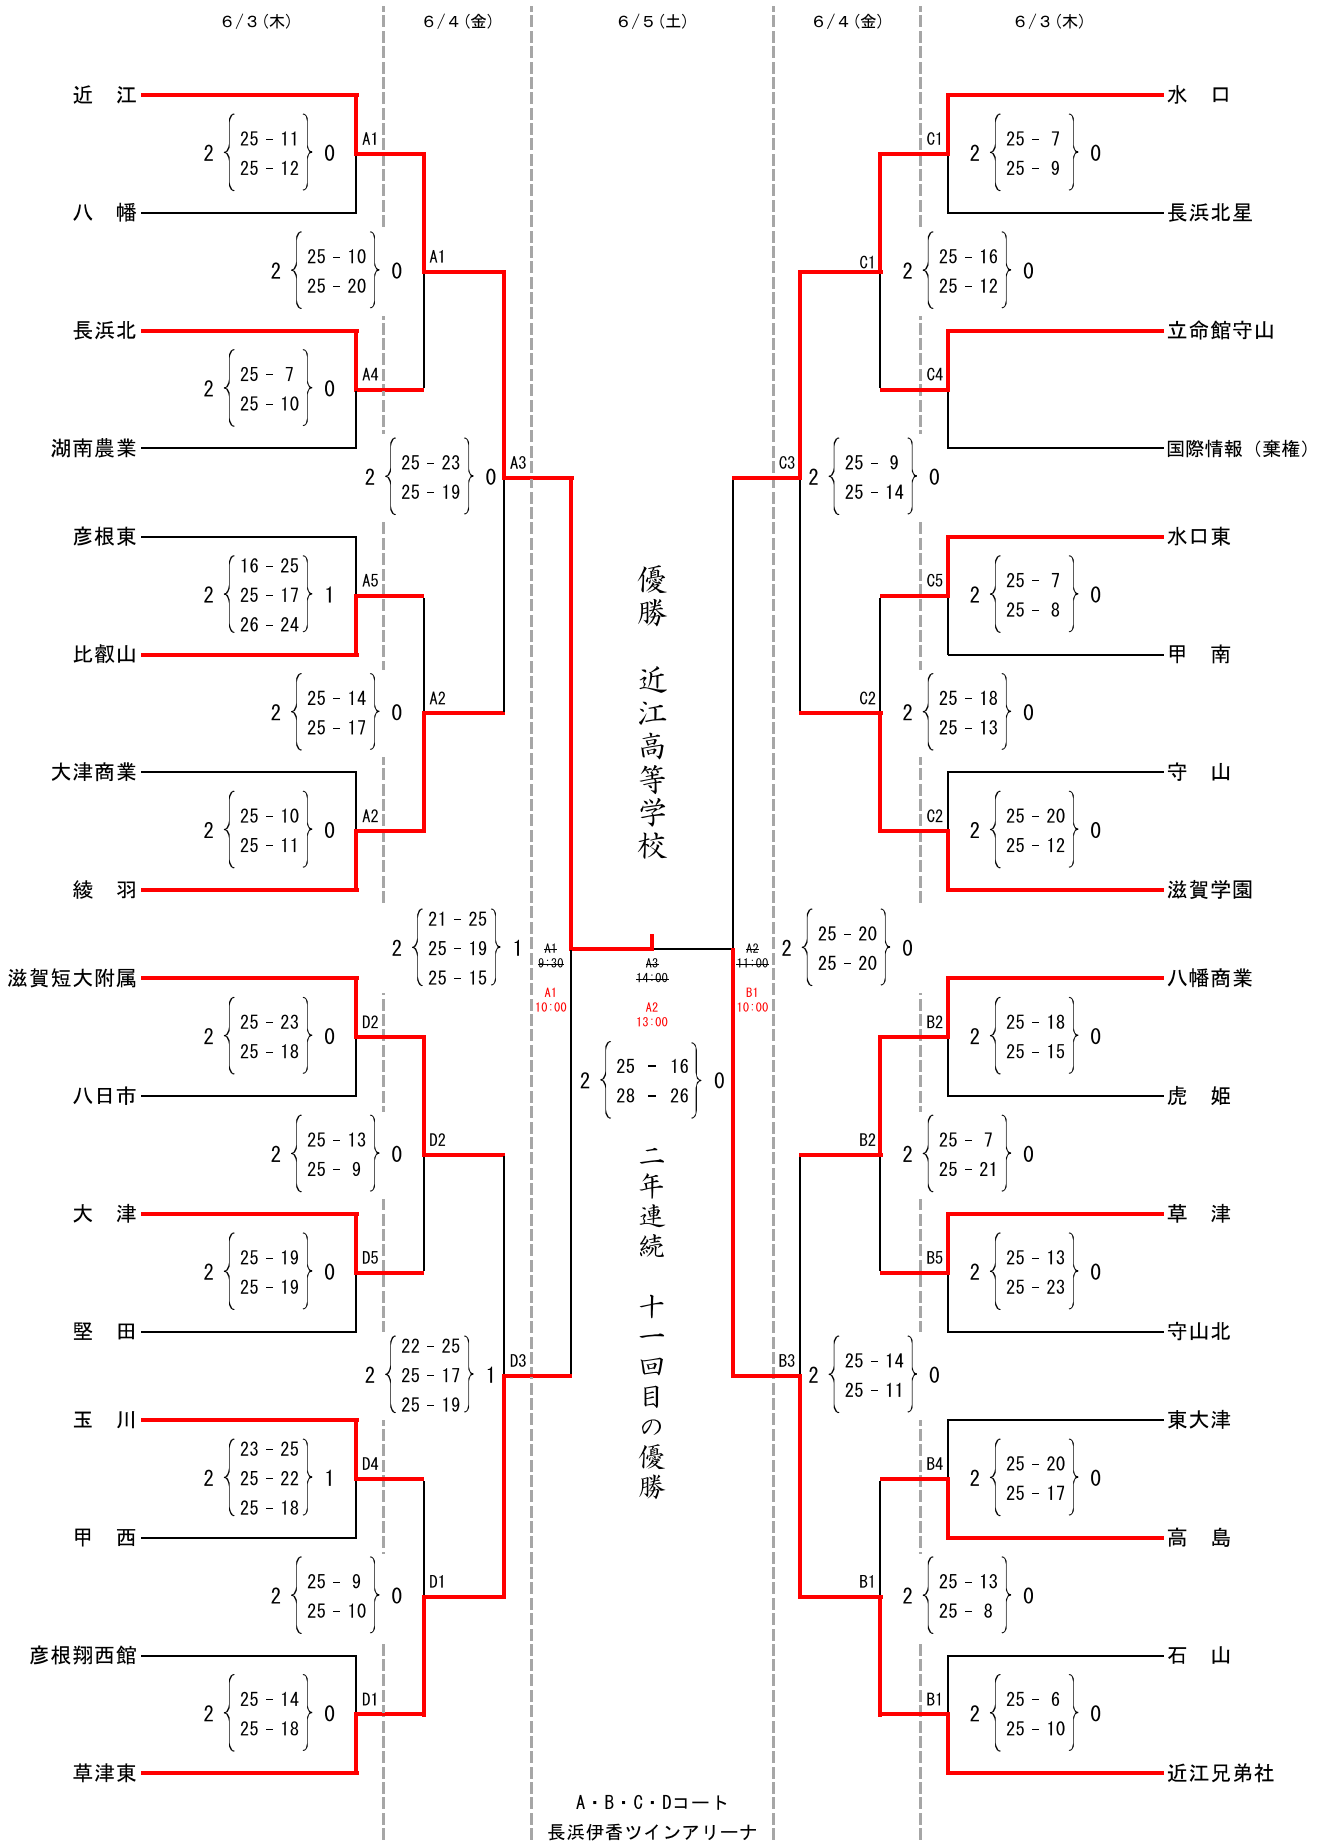 6/3(木)
6/4(金)
6/5(土)
6/4(金)
6/3(木)
近 江
2 25 - 11 0
25 - 12
A1
八 幡
2 25 - 10 0
25 - 20
A1
長浜北
2 25 - 7 0
25 - 10
A4
湖南農業
2 25 - 23 0
25 - 19
A3
彦根東
16 - 25
2 25 - 17 1
26 - 24
A5
比叡山
2 25 - 14 0
25 - 17
A2
大津商業
2 25 - 10 0
25 - 11
A2
綾 羽
21 - 25
2 25 - 19 1
25 - 15
A1
9:30
A1
10:00
滋賀短大附属
2 25 - 23 0
25 - 18
D2
八日市
2 25 - 13 0
25 - 9
D2
大 津
2 25 - 19 0
25 - 19
D5
堅 田
22 - 25
2 25 - 17 1
25 - 19
D3
玉 川
23 - 25
2 25 - 22 1
25 - 18
D4
甲 西
2 25 - 9 0
25 - 10
D1
彦根翔西館
2 25 - 14 0
25 - 18
D1
草津東
優勝 近江高等学校
A3
14:00
A2
13:00
2 25 - 16 0
28 - 26
二年連続 十一回目の優勝
水 口
C1
2 25 - 7 0
25 - 9
長浜北星
C1
2 25 - 16 0
25 - 12
立命館守山
C4
国際情報（棄権）
C3
2 25 - 9 0
25 - 14
水口東
C5
2 25 - 7 0
25 - 8
甲 南
C2
2 25 - 18 0
25 - 13
守 山
C2
2 25 - 20 0
25 - 12
滋賀学園
A2
11:00
B1
10:00
2 25 - 20 0
25 - 20
八幡商業
B2
2 25 - 18 0
25 - 15
虎 姫
B2
2 25 - 7 0
25 - 21
草 津
B5
2 25 - 13 0
25 - 23
守山北
B3
2 25 - 14 0
25 - 11
東大津
B4
2 25 - 20 0
25 - 17
高 島
B1
2 25 - 13 0
25 - 8
石 山
B1
2 25 - 6 0
25 - 10
近江兄弟社
A・B・C・Dコート
長浜伊香ツインアリーナ